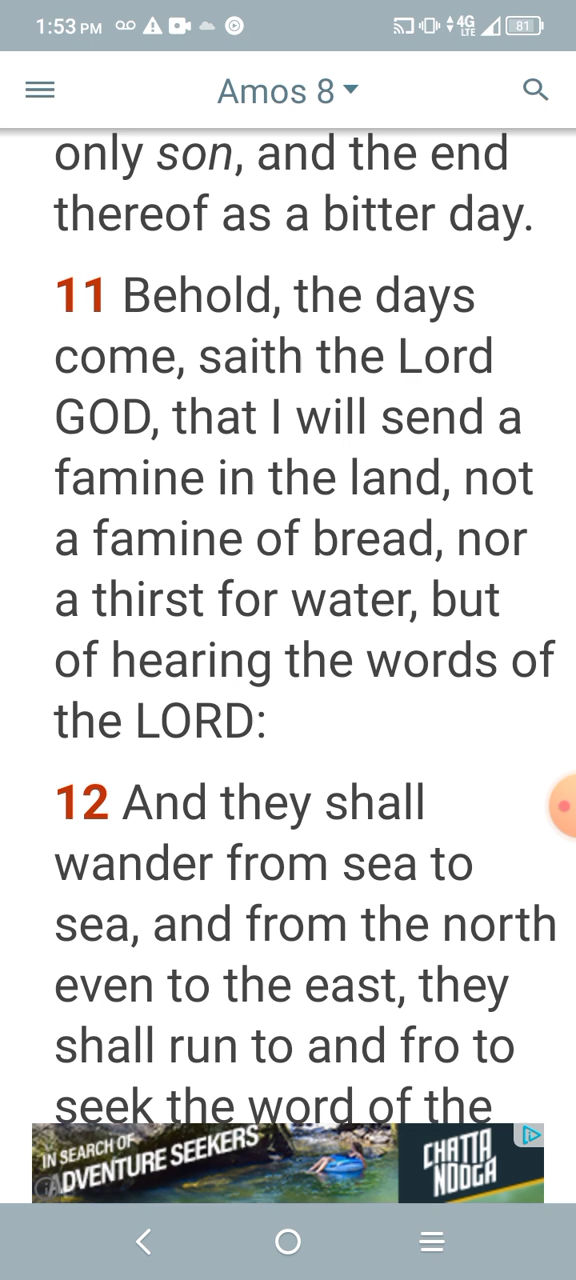 1:53 PM 4G LTE 81
Amos 8
only son, and the end
thereof as a bitter day.
11 Behold, the days
come, saith the Lord
GOD, that I will send a
famine in the land, not
a famine of bread, nor
a thirst for water, but
of hearing the words of
the LORD:
12 And they shall
wander from sea to
sea, and from the north
even to the east, they
shall run to and fro to
seek the word of the
IN SEARCH OF
ADVENTURE SEEKERS
CHATTA
NOOGA